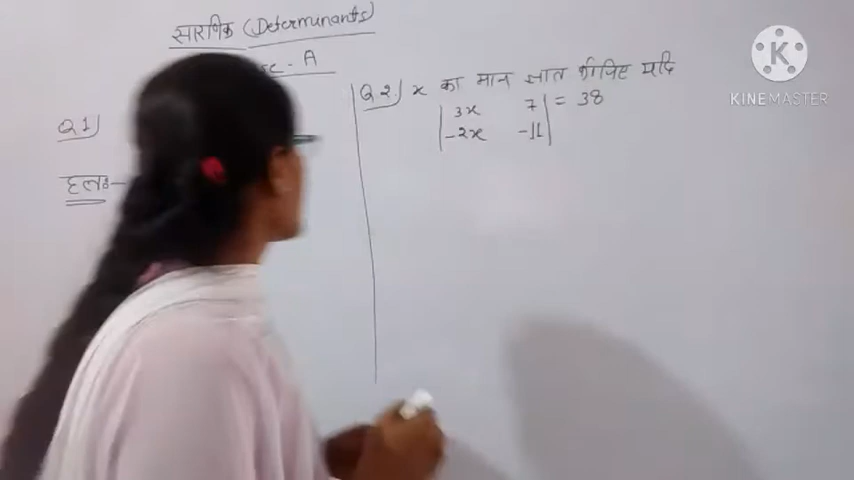 सारणिक (Determinants)
- A
Q1)
हल:-
Q2) x का मान ज्ञात कीजिए यदि
| 3x 7 | = 38
| -2x -11 |
KINEMASTER